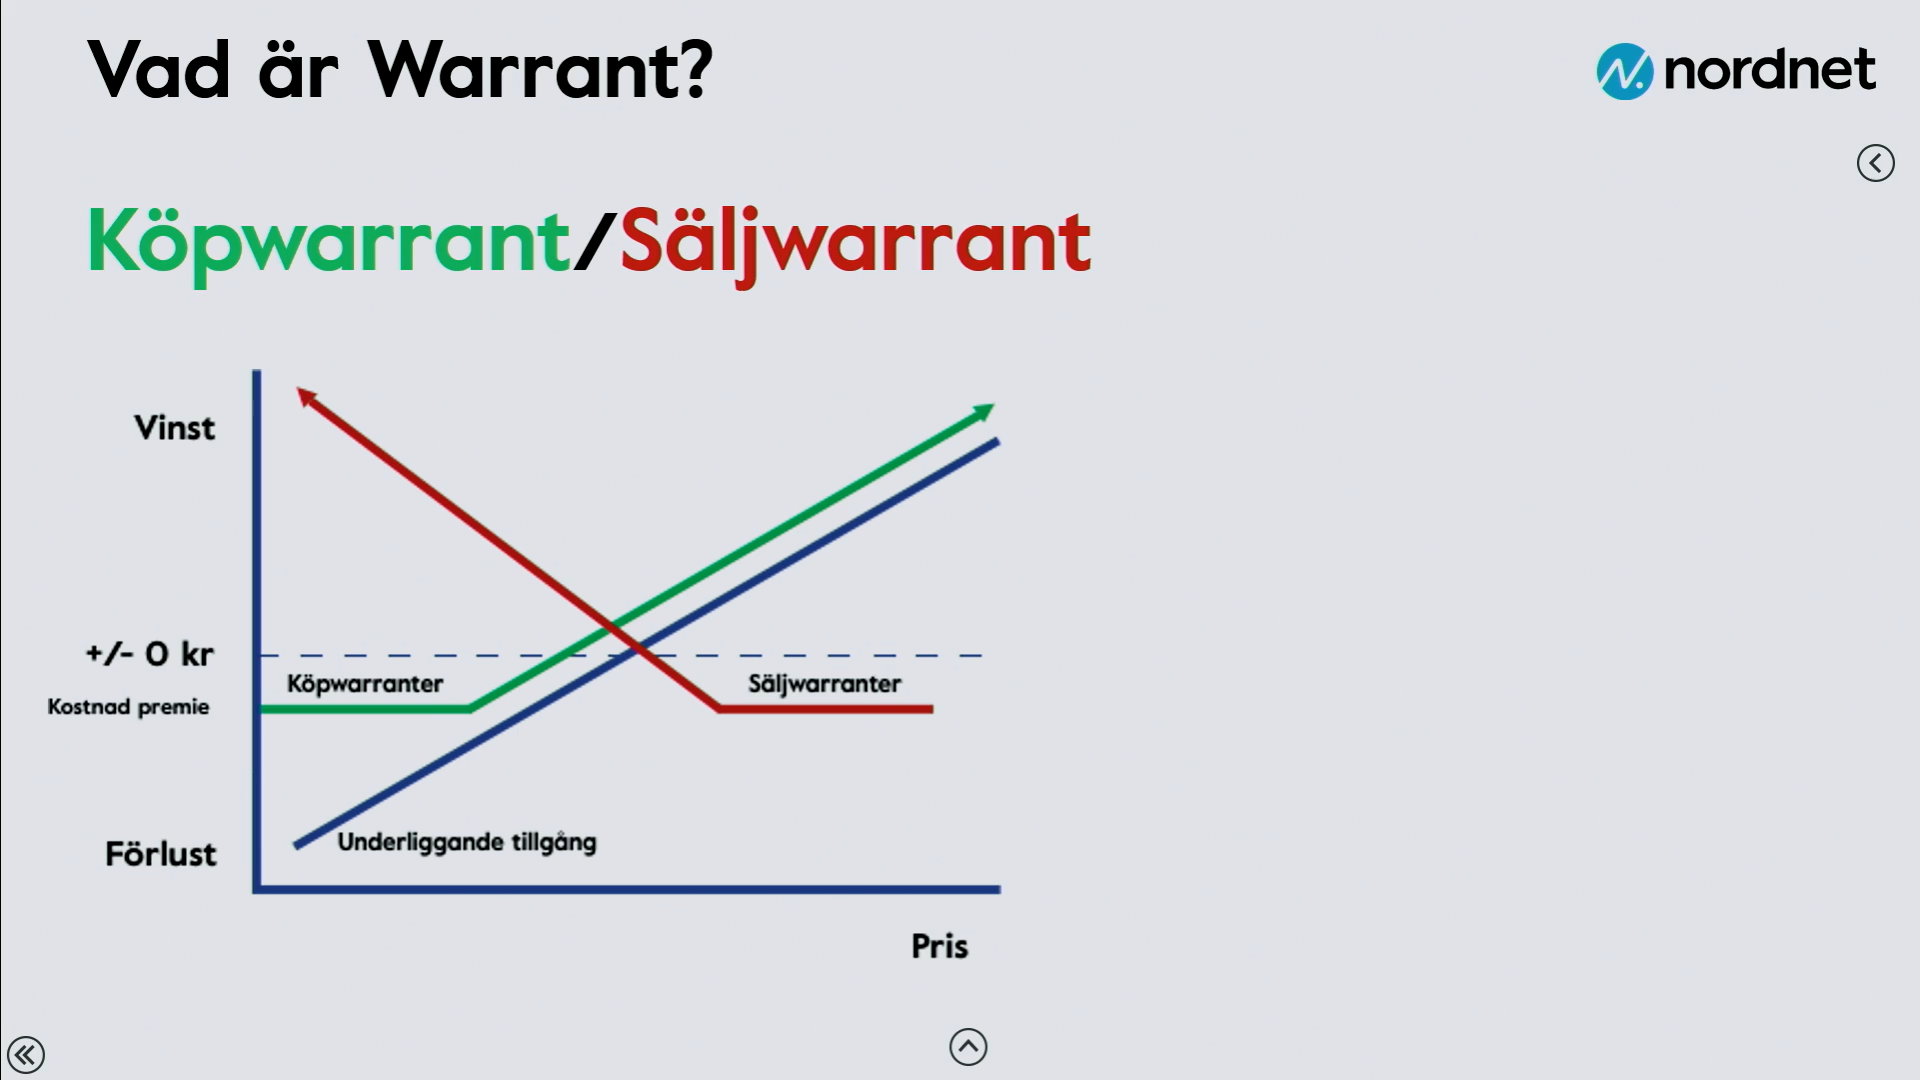 Vad är Warrant?
nordnet
Köpwarrant/Säljwarrant
Vinst
+/- 0 kr
Köpwarranter
Säljwarranter
Kostnad premie
Underliggande tillgång
Förlust
Pris